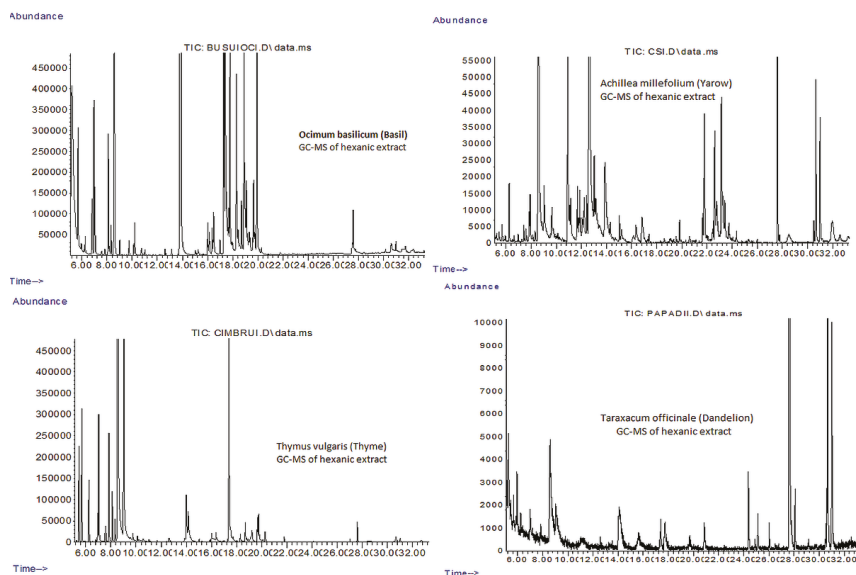 Abundance
TIC: BUSUIOCI.D\data.ms
450000
400000
350000
300000
250000
200000
150000
100000
50000
Ocimum basilicum (Basil)
GC-MS of hexanic extract
6.00 8.00 10.00 12.00 14.00 16.00 18.00 20.00 22.00 24.00 26.00 28.00 30.00 32.00
Time-->
Abundance
TIC: CSI.D\data.ms
55000
50000
45000
40000
35000
30000
25000
20000
15000
10000
5000
0
Achillea millefolium (Yarow)
GC-MS of hexanic extract
6.00 8.00 10.00 12.00 14.00 16.00 18.00 20.00 22.00 24.00 26.00 28.00 30.00 32.00
Time-->
Abundance
TIC: CIMBRUI.D\data.ms
450000
400000
350000
300000
250000
200000
150000
100000
50000
0
Thymus vulgaris (Thyme)
GC-MS of hexanic extract
6.00 8.00 10.00 12.00 14.00 16.00 18.00 20.00 22.00 24.00 26.00 28.00 30.00 32.00
Time-->
Abundance
TIC: PAPADII.D\data.ms
10000
9000
8000
7000
6000
5000
4000
3000
2000
1000
0
Taraxacum officinale (Dandelion)
GC-MS of hexanic extract
6.00 8.00 10.00 12.00 14.00 16.00 18.00 20.00 22.00 24.00 26.00 28.00 30.00 32.00
Time-->